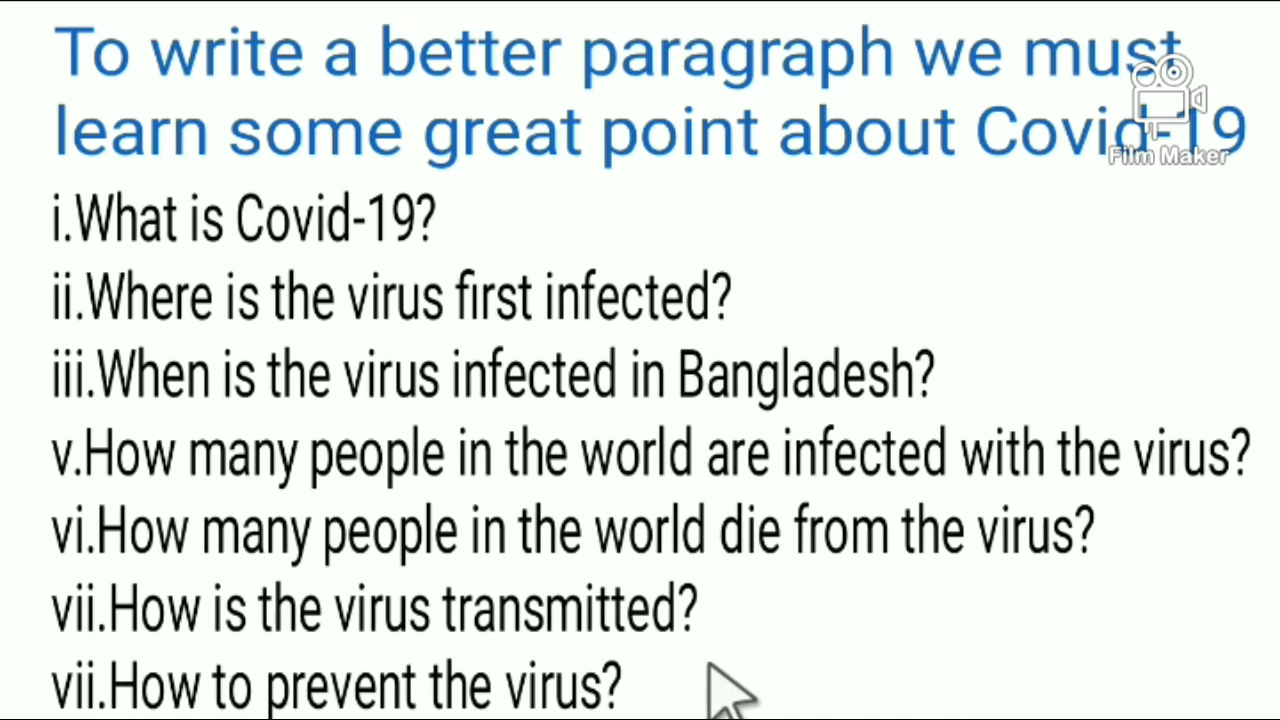 To write a better paragraph we must
learn some great point about Covid-19
Film Maker
i.What is Covid-19?
ii.Where is the virus first infected?
iii.When is the virus infected in Bangladesh?
v.How many people in the world are infected with the virus?
vi.How many people in the world die from the virus?
vii.How is the virus transmitted?
vii.How to prevent the virus?